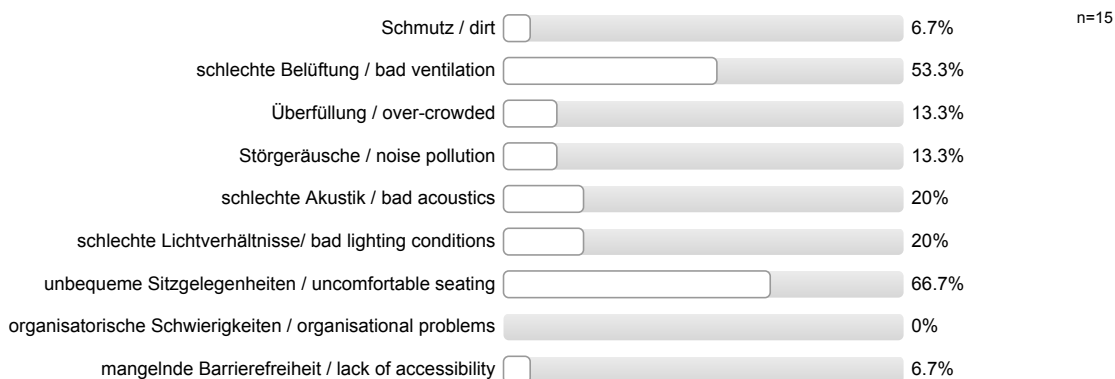 Schmutz / dirt 6.7% n=15
schlechte Belüftung / bad ventilation 53.3%
Überfüllung / over-crowded 13.3%
Störgeräusche / noise pollution 13.3%
schlechte Akustik / bad acoustics 20%
schlechte Lichtverhältnisse/ bad lighting conditions 20%
unbequeme Sitzgelegenheiten / uncomfortable seating 66.7%
organisatorische Schwierigkeiten / organisational problems 0%
mangelnde Barrierefreiheit / lack of accessibility 6.7%